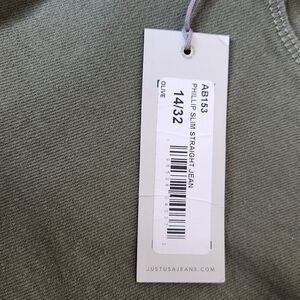 AB153
PHILLIP SLIM STRAIGHT JEAN
14/32
OLIVE
JUSTUSAJEANS.COM